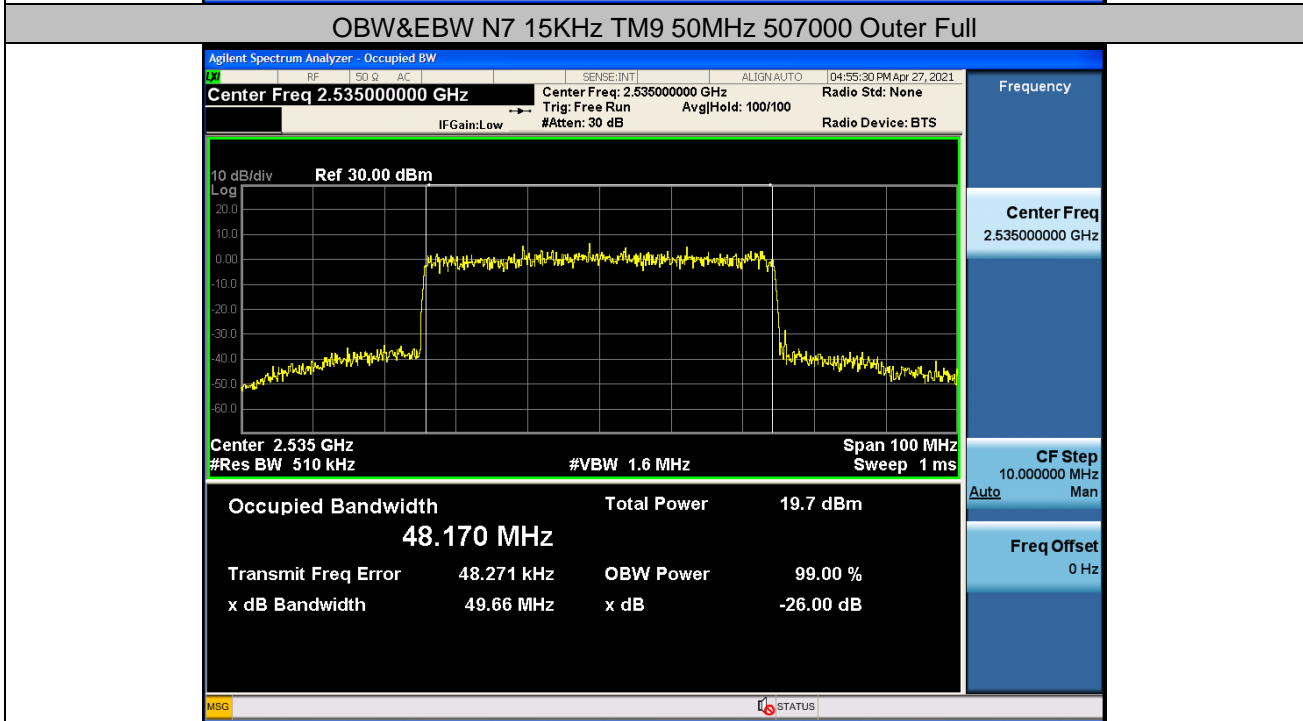 OBW&EBW N7 15KHz TM9 50MHz 507000 Outer Full
Agilent Spectrum Analyzer - Occupied BW
LXI RF 50 Ω AC SENSE:INT ALIGN AUTO 04:55:30 PM Apr 27, 2021
Center Freq 2.535000000 GHz
Center Freq: 2.535000000 GHz Radio Std: None
Trig: Free Run Avg|Hold: 100/100
IFGain:Low #Atten: 30 dB Radio Device: BTS
Frequency
10 dB/div Ref 30.00 dBm
Log
20.0
10.0
0.00
-10.0
-20.0
-30.0
-40.0
-50.0
-60.0
Center 2.535 GHz Span 100 MHz
#Res BW 510 kHz #VBW 1.6 MHz Sweep 1 ms
Center Freq
2.535000000 GHz
CF Step
10.000000 MHz
Auto Man
Freq Offset
0 Hz
Occupied Bandwidth Total Power 19.7 dBm
48.170 MHz
Transmit Freq Error 48.271 kHz OBW Power 99.00 %
x dB Bandwidth 49.66 MHz x dB -26.00 dB
MSG STATUS